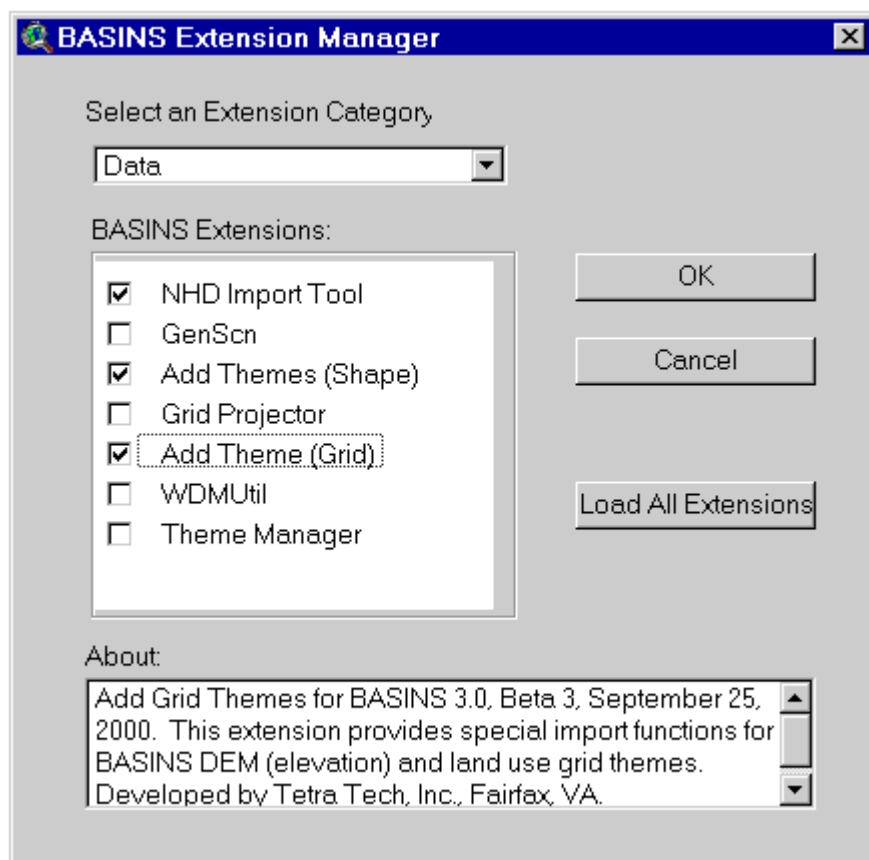 BASINS Extension Manager
Select an Extension Category
Data
BASINS Extensions:
NHD Import Tool
GenScn
Add Themes (Shape)
Grid Projector
Add Theme (Grid)
WDMUtil
Theme Manager
OK
Cancel
Load All Extensions
About:
Add Grid Themes for BASINS 3.0, Beta 3, September 25,
2000. This extension provides special import functions for
BASINS DEM (elevation) and land use grid themes.
Developed by Tetra Tech, Inc., Fairfax, VA.